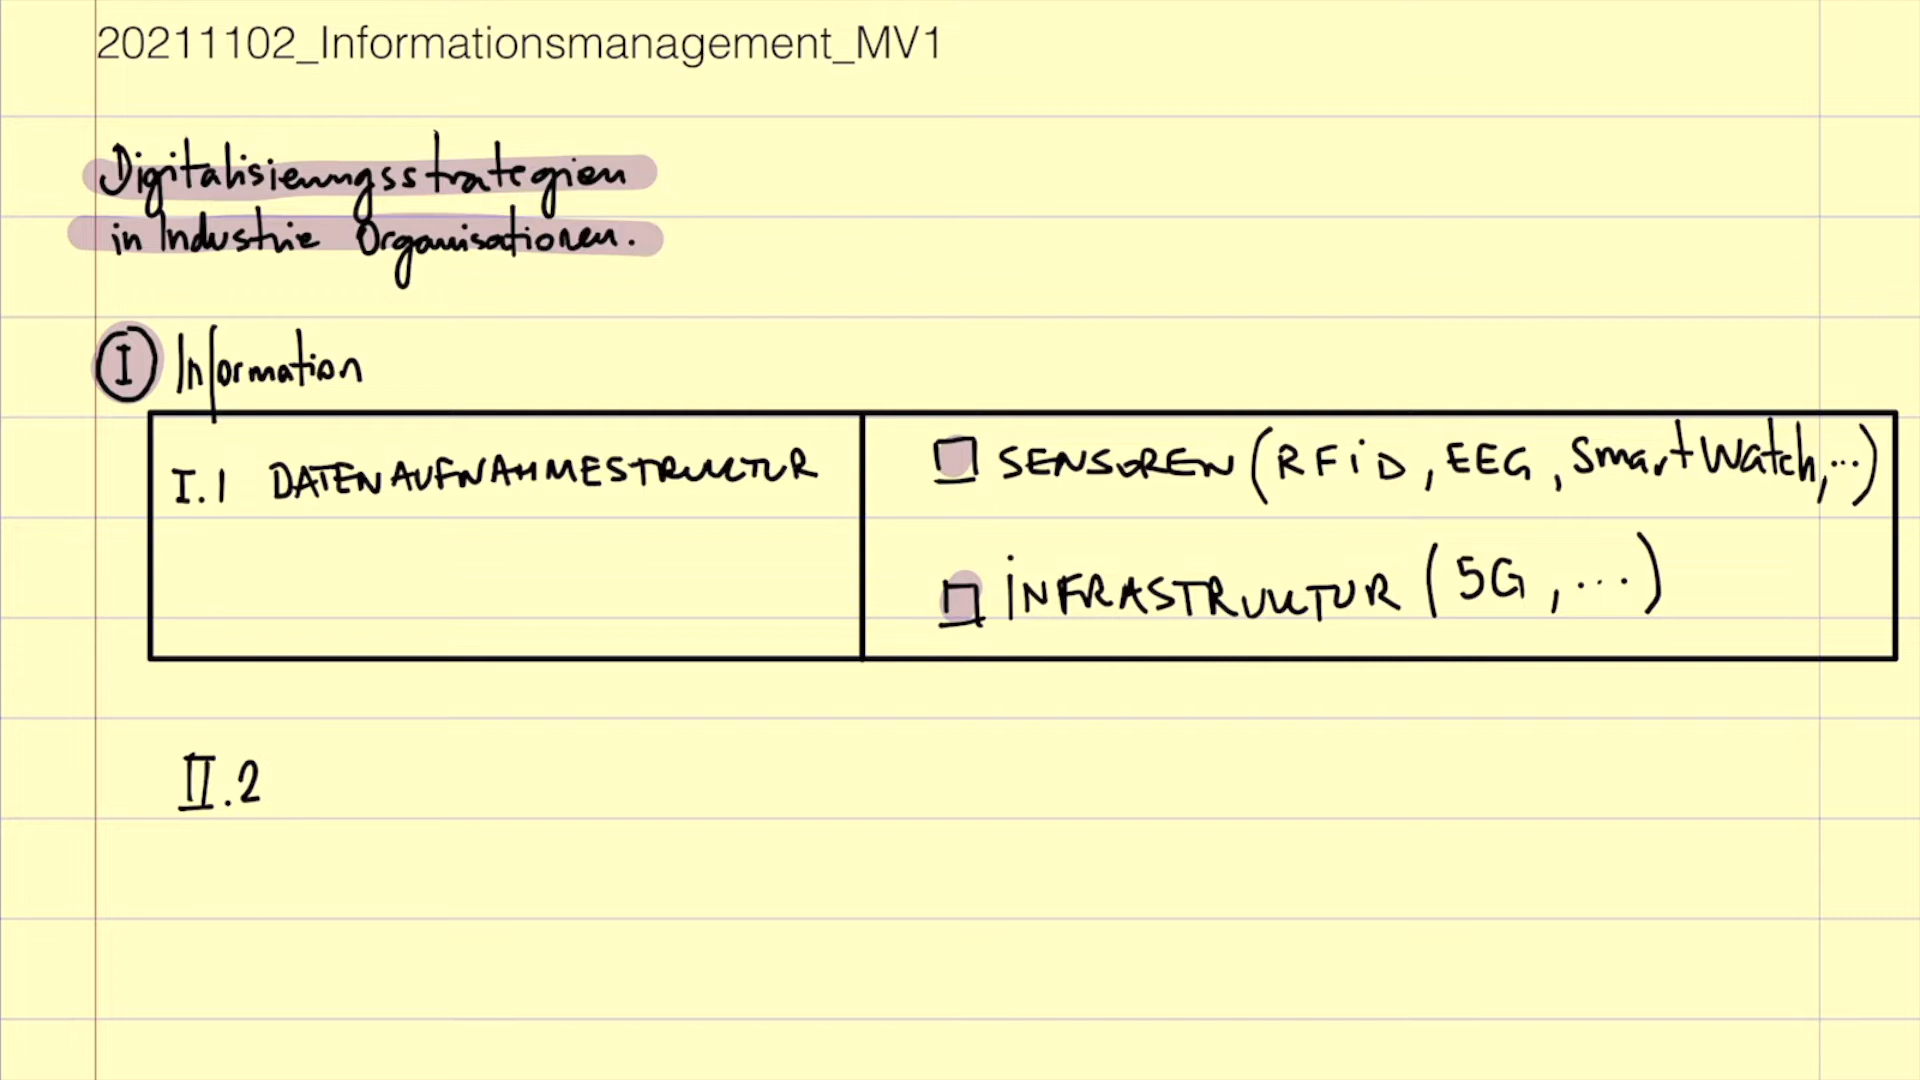 20211102_Informationsmanagement_MV1
Digitalisierungsstrategien
in Industrie Organisationen.
I Information
I.1 DATENAUFNAHMESTRUKTUR
SENSOREN (RFiD, EEG, SmartWatch, ...)
iNFRASTRUKTUR (5G, ...)
II.2